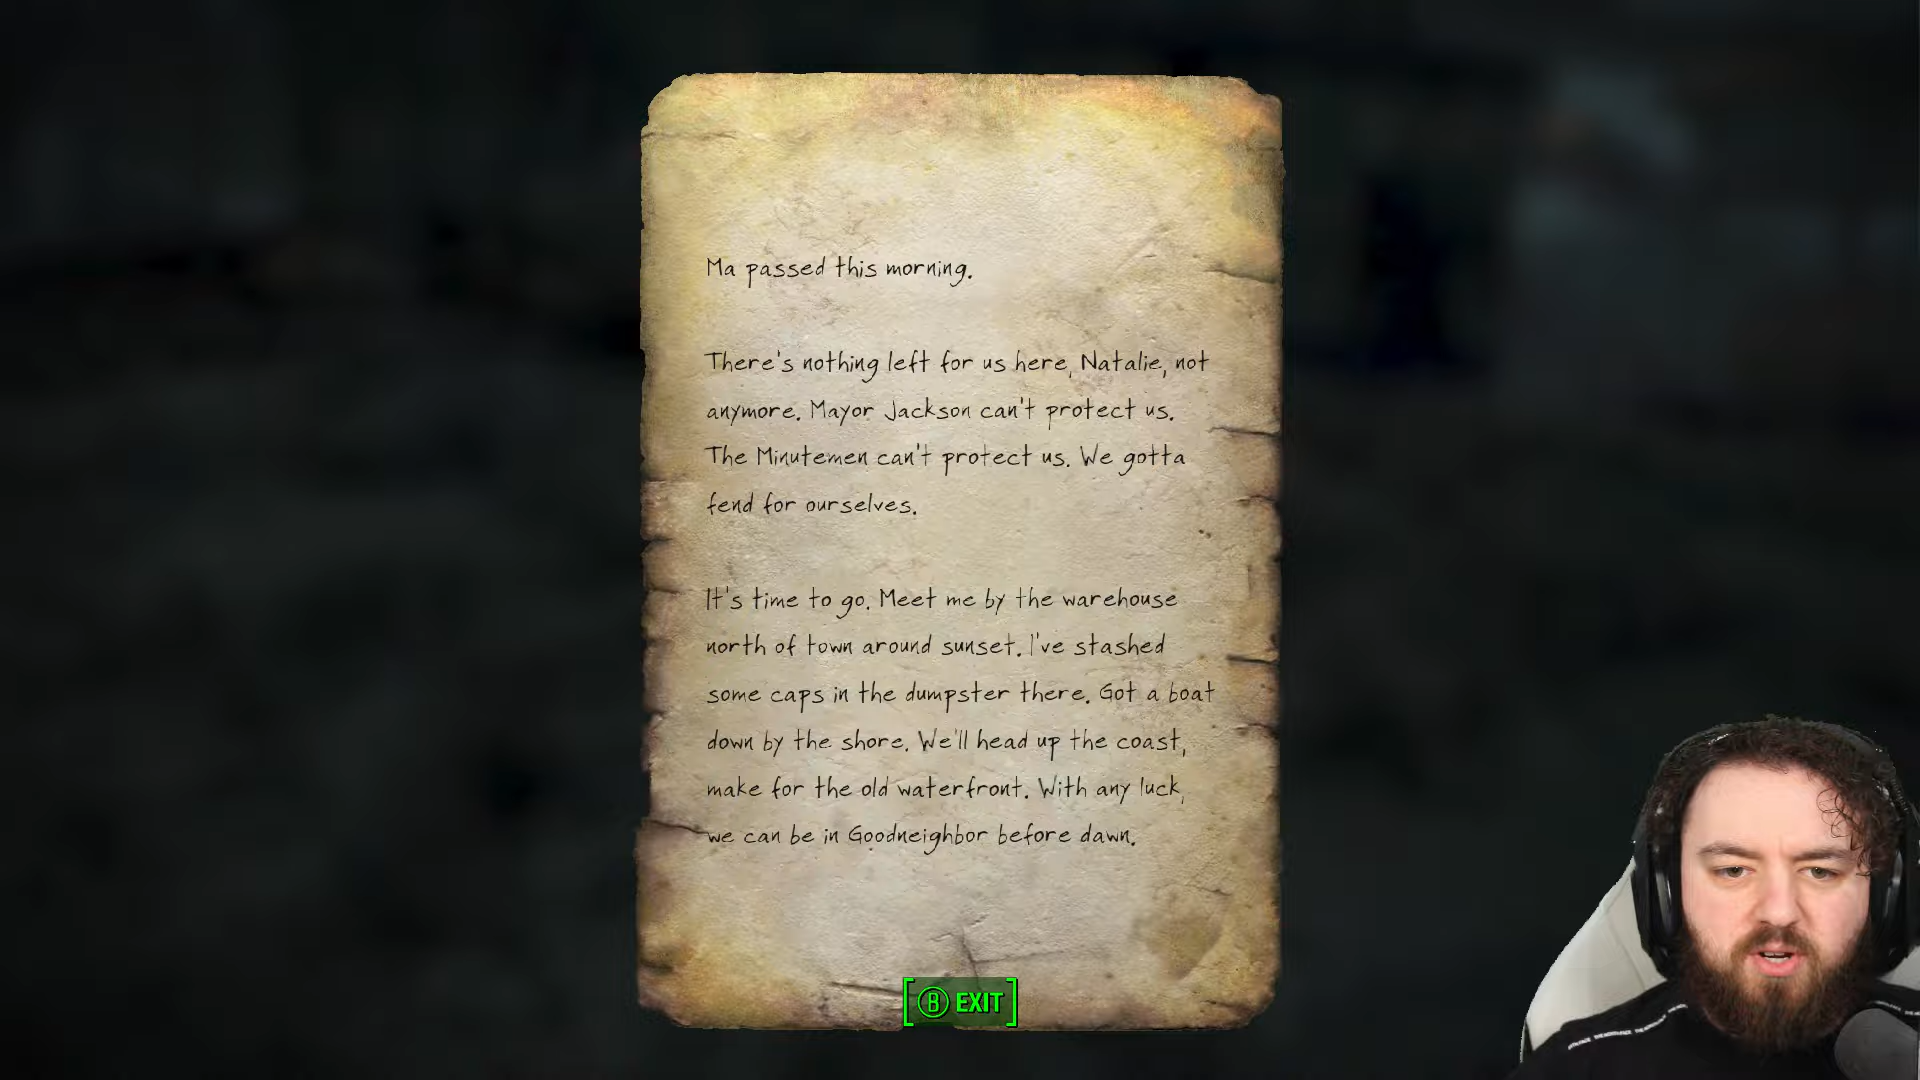 Ma passed this morning.
There's nothing left for us here, Natalie, not
anymore. Mayor Jackson can't protect us.
The Minutemen can't protect us. We gotta
fend for ourselves.
It's time to go. Meet me by the warehouse
north of town around sunset. I've stashed
some caps in the dumpster there. Got a boat
down by the shore. We'll head up the coast,
make for the old waterfront. With any luck,
we can be in Goodneighbor before dawn.
B EXIT